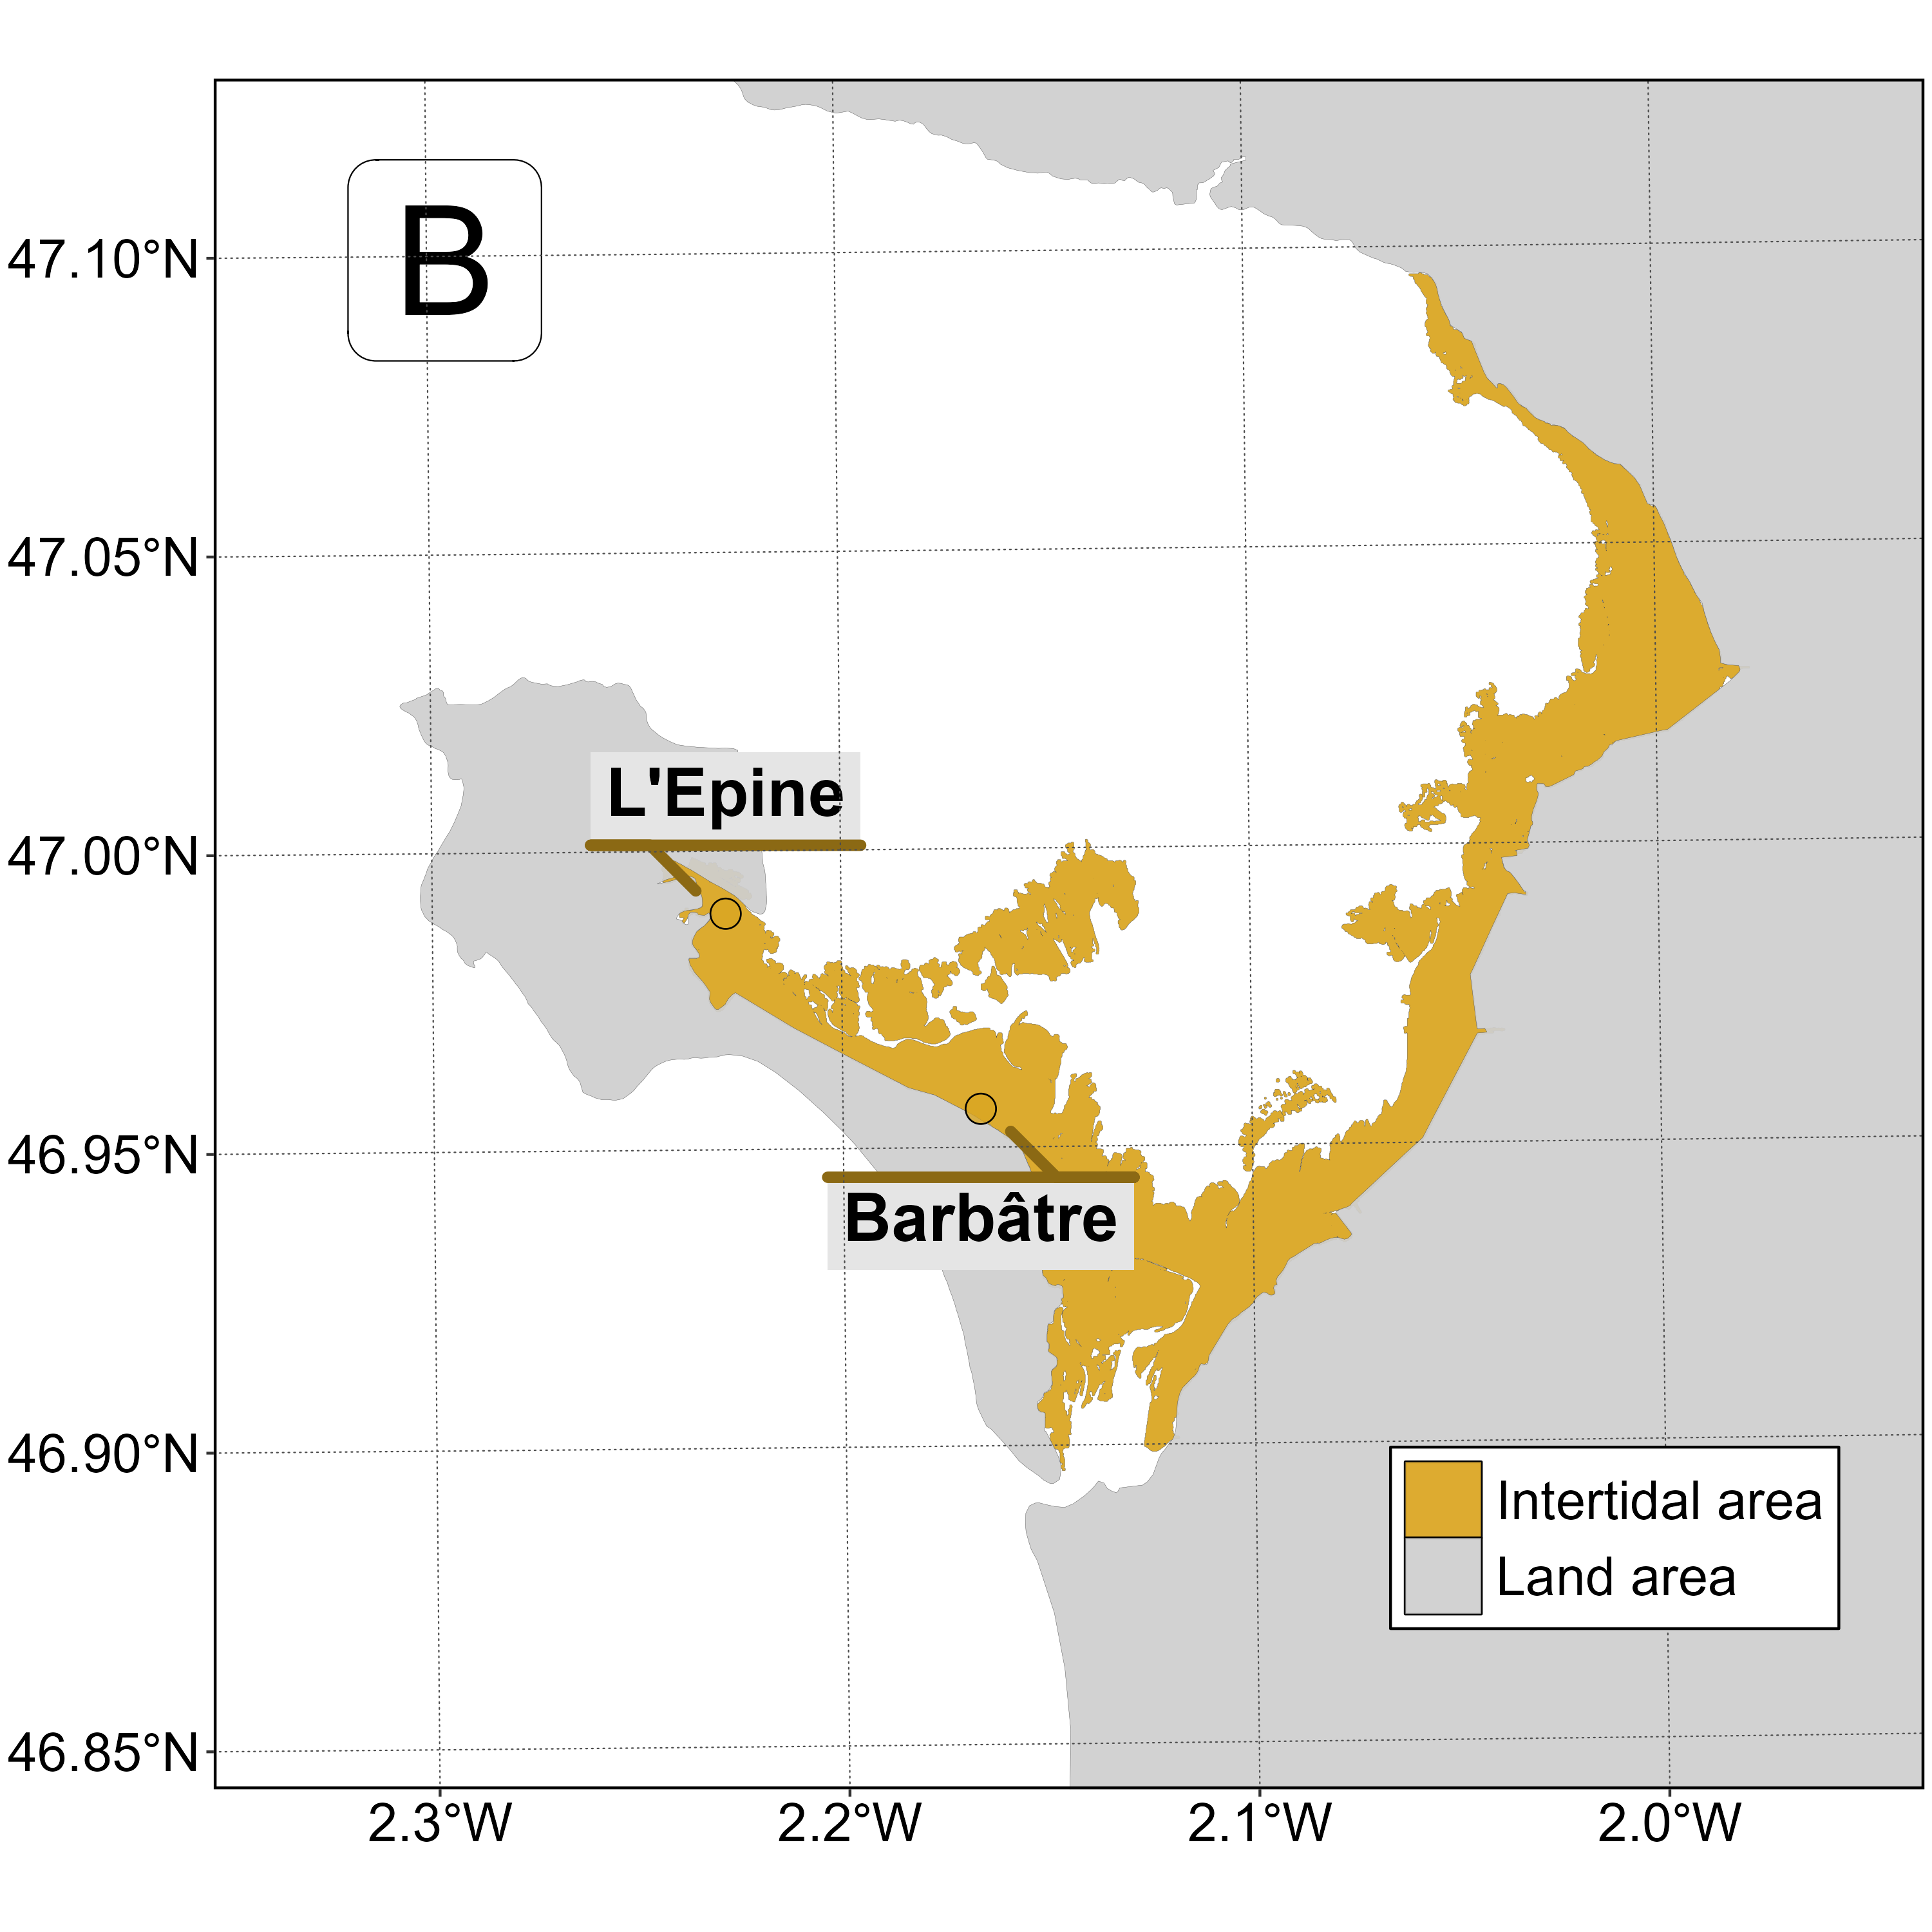 B
47.10°N
47.05°N
47.00°N
46.95°N
46.90°N
46.85°N
L'Epine
Barbâtre
Intertidal area
Land area
2.3°W
2.2°W
2.1°W
2.0°W